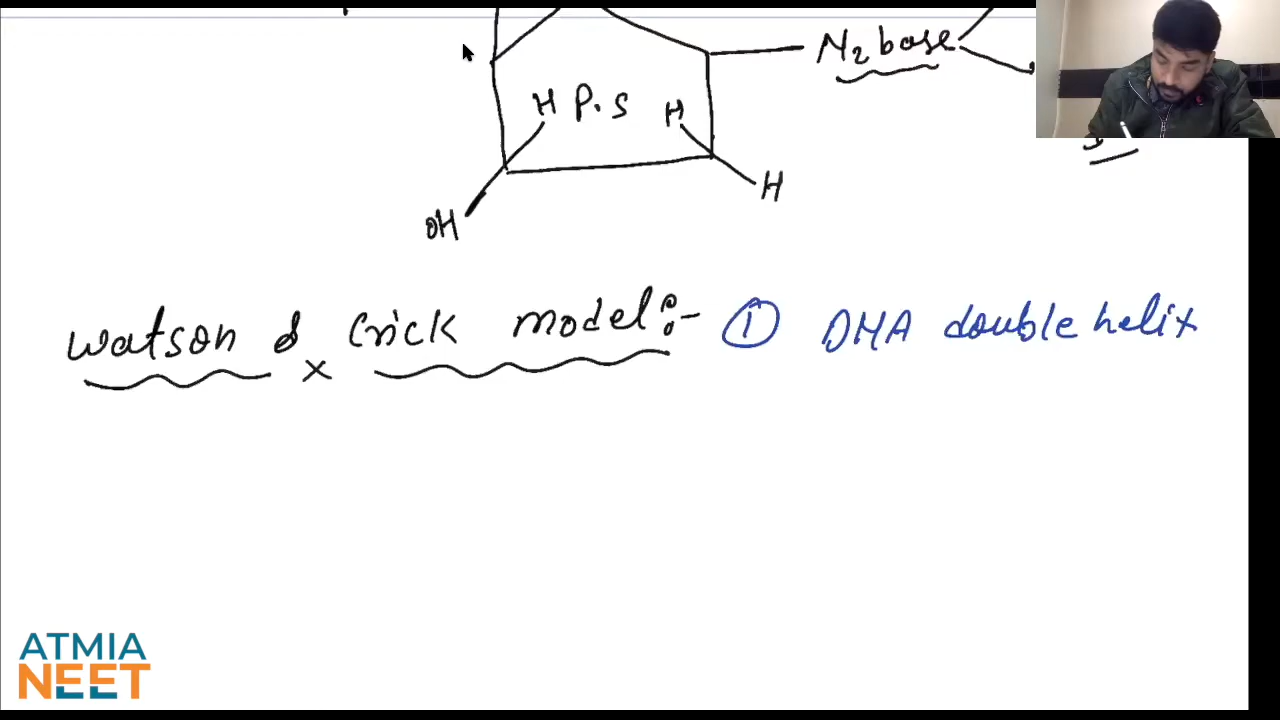 N2 base
H P.S H
H
OH
Watson & Crick model:- ① DNA double helix
ATMIA
NEET